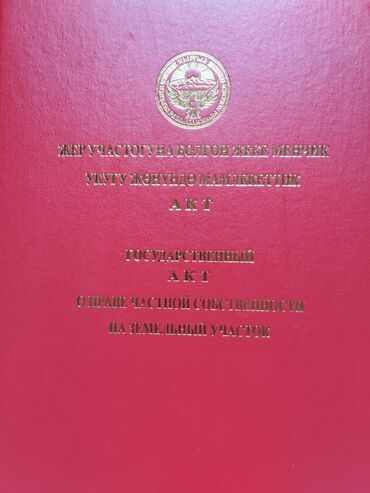 ЖЕР УЧАСТОГУНА БОЛГОН ЖЕКЕ МЕНЧИК
УКУГУ ЖӨНҮНДӨ МАМЛЕКЕТТИК
АКТ
ГОСУДАРСТВЕННЫЙ
АКТ
О ПРАВЕ ЧАСТНОЙ СОБСТВЕННОСТИ
НА ЗЕМЕЛЬНЫЙ УЧАСТОК